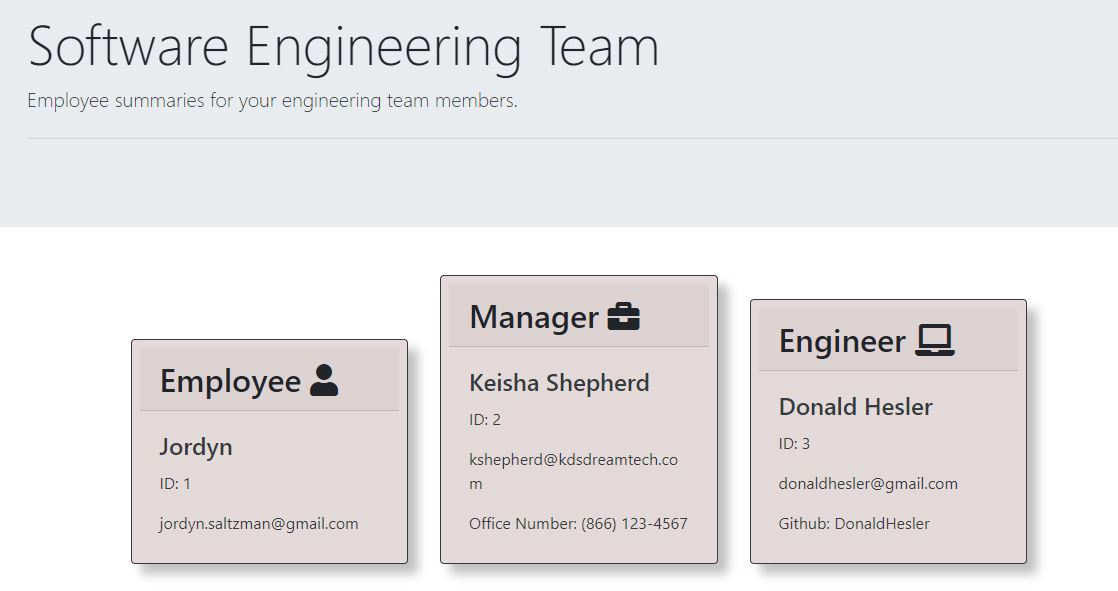 Software Engineering Team
Employee summaries for your engineering team members.
Employee
Jordyn
ID: 1
jordyn.saltzman@gmail.com
Manager
Keisha Shepherd
ID: 2
kshepherd@kdsdreamtech.co
m
Office Number: (866) 123-4567
Engineer
Donald Hesler
ID: 3
donaldhesler@gmail.com
Github: DonaldHesler